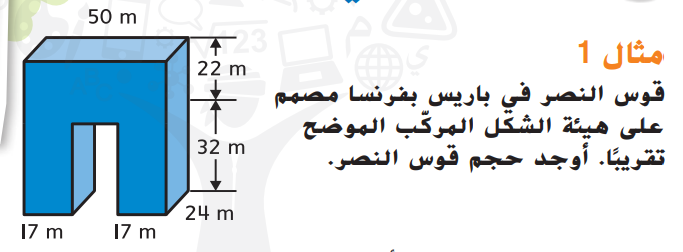 مثال 1
قوس النصر في باريس بفرنسا مصمم
على هيئة الشكل المركّب الموضح
تقريبًا. أوجد حجم قوس النصر.
50 m
22 m
32 m
24 m
17 m
17 m